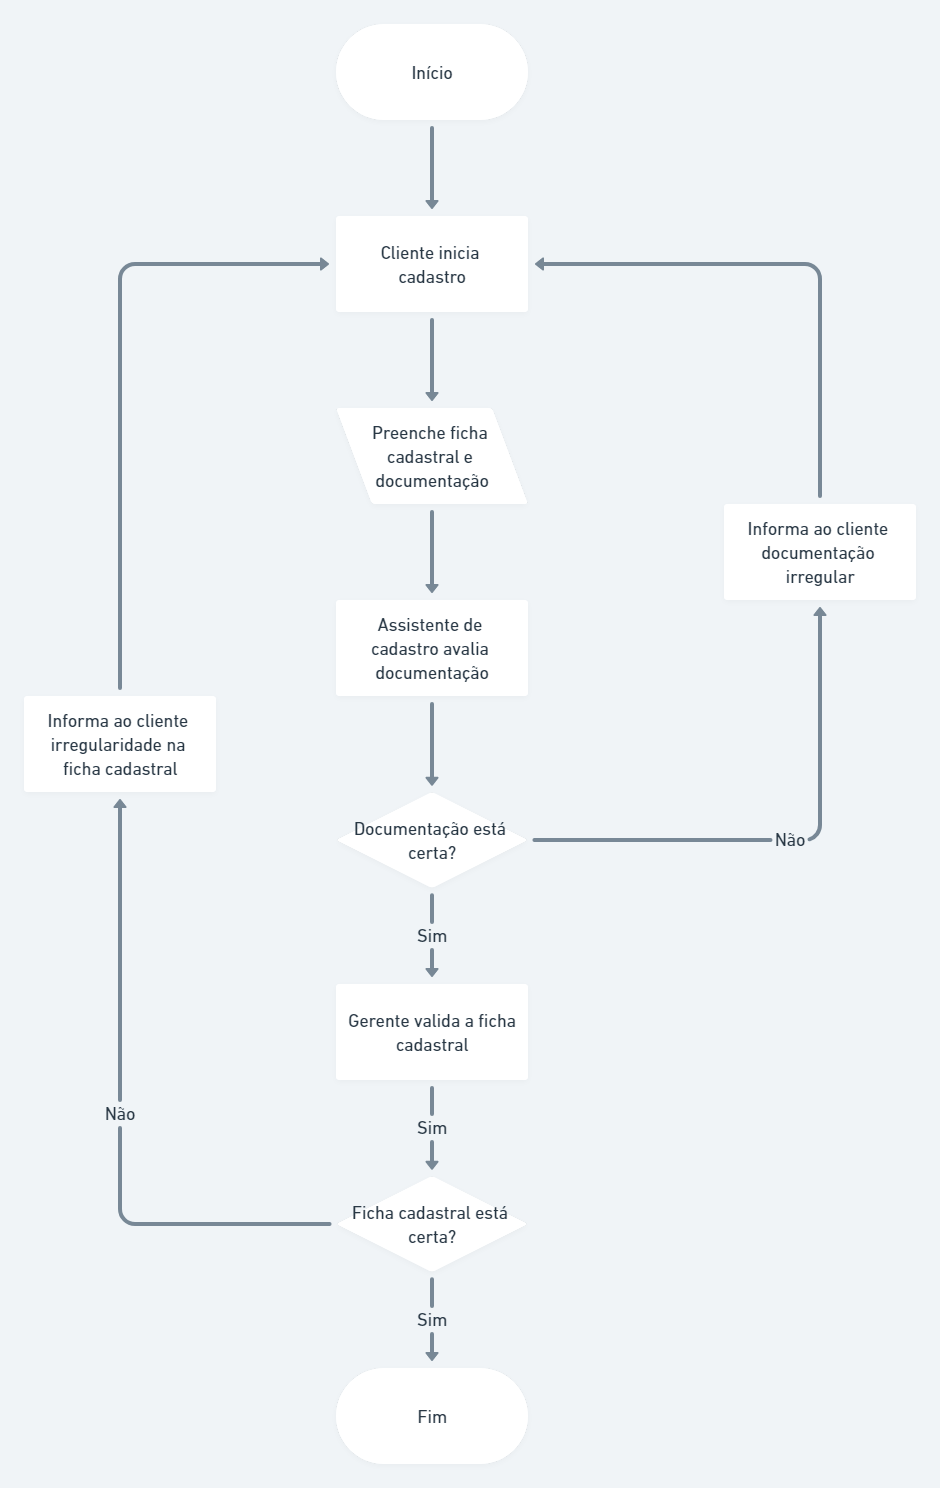 Início
Cliente inicia
cadastro
Preenche ficha
cadastral e
documentação
Informa ao cliente
documentação
irregular
Assistente de
cadastro avalia
documentação
Informa ao cliente
irregularidade na
ficha cadastral
Documentação está
certa?
Não
Sim
Gerente valida a ficha
cadastral
Não
Sim
Ficha cadastral está
certa?
Sim
Fim